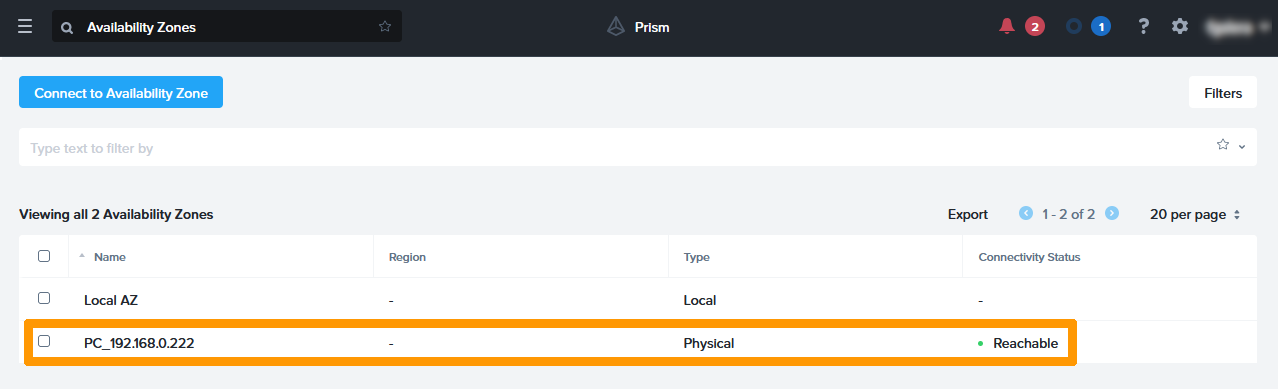 Availability Zones
Prism
2
1
?
Connect to Availability Zone
Filters
Type text to filter by
Viewing all 2 Availability Zones
Export
1 - 2 of 2
20 per page
Name Region Type Connectivity Status
Local AZ - Local -
PC_192.168.0.222 - Physical Reachable